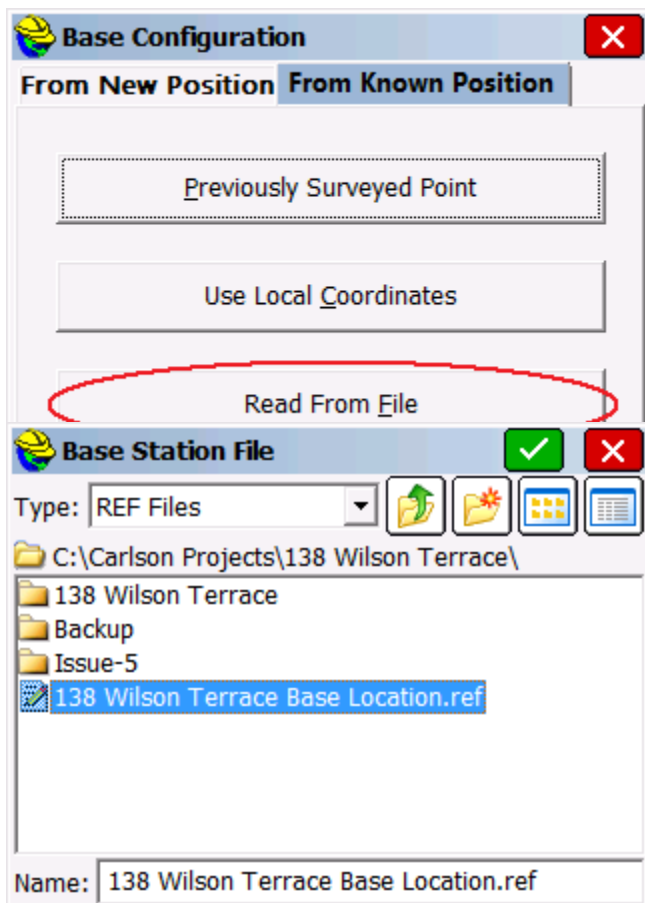 Base Configuration
From New Position From Known Position
Previously Surveyed Point
Use Local Coordinates
Read From File
Base Station File
Type: REF Files
C:\Carlson Projects\138 Wilson Terrace\
138 Wilson Terrace
Backup
Issue-5
138 Wilson Terrace Base Location.ref
Name: 138 Wilson Terrace Base Location.ref